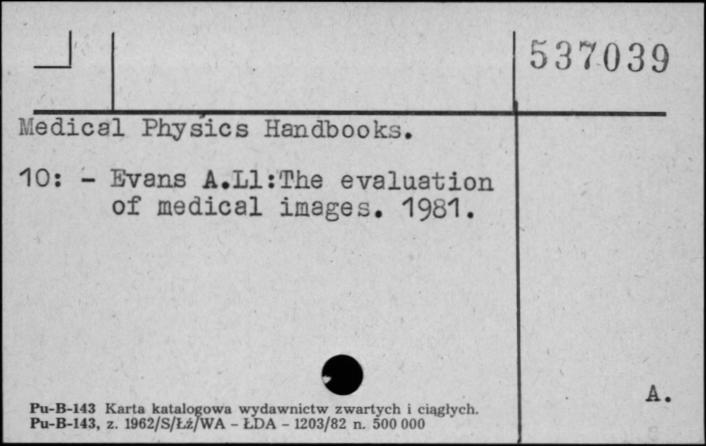 537039
Medical Physics Handbooks.
10: - Evans A.Ll:The evaluation
of medical images. 1981.
A.
Pu-B-143 Karta katalogowa wydawnictw zwartych i ciągłych.
Pu-B-143, z. 1962/S/Łź/WA - ŁDA - 1203/82 n. 500 000